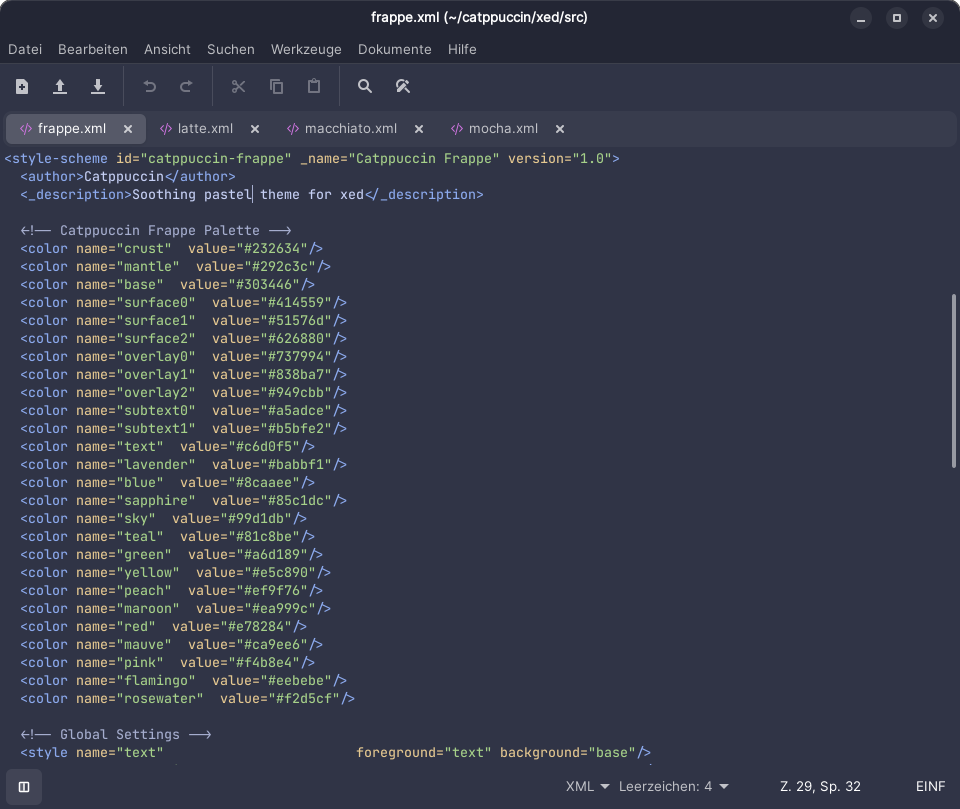 frappe.xml (~/catppuccin/xed/src)
Datei Bearbeiten Ansicht Suchen Werkzeuge Dokumente Hilfe
frappe.xml latte.xml macchiato.xml mocha.xml
<style-scheme id="catppuccin-frappe" _name="Catppuccin Frappe" version="1.0">
  <author>Catppuccin</author>
  <_description>Soothing pastel theme for xed</_description>
  <!-- Catppuccin Frappe Palette -->
  <color name="crust"  value="#232634"/>
  <color name="mantle"  value="#292c3c"/>
  <color name="base"  value="#303446"/>
  <color name="surface0"  value="#414559"/>
  <color name="surface1"  value="#51576d"/>
  <color name="surface2"  value="#626880"/>
  <color name="overlay0"  value="#737994"/>
  <color name="overlay1"  value="#838ba7"/>
  <color name="overlay2"  value="#949cbb"/>
  <color name="subtext0"  value="#a5adce"/>
  <color name="subtext1"  value="#b5bfe2"/>
  <color name="text"  value="#c6d0f5"/>
  <color name="lavender"  value="#babbf1"/>
  <color name="blue"  value="#8caaee"/>
  <color name="sapphire"  value="#85c1dc"/>
  <color name="sky"  value="#99d1db"/>
  <color name="teal"  value="#81c8be"/>
  <color name="green"  value="#a6d189"/>
  <color name="yellow"  value="#e5c890"/>
  <color name="peach"  value="#ef9f76"/>
  <color name="maroon"  value="#ea999c"/>
  <color name="red"  value="#e78284"/>
  <color name="mauve"  value="#ca9ee6"/>
  <color name="pink"  value="#f4b8e4"/>
  <color name="flamingo"  value="#eebebe"/>
  <color name="rosewater"  value="#f2d5cf"/>
  <!-- Global Settings -->
  <style name="text"                        foreground="text" background="base"/>
XML Leerzeichen: 4 Z. 29, Sp. 32 EINF